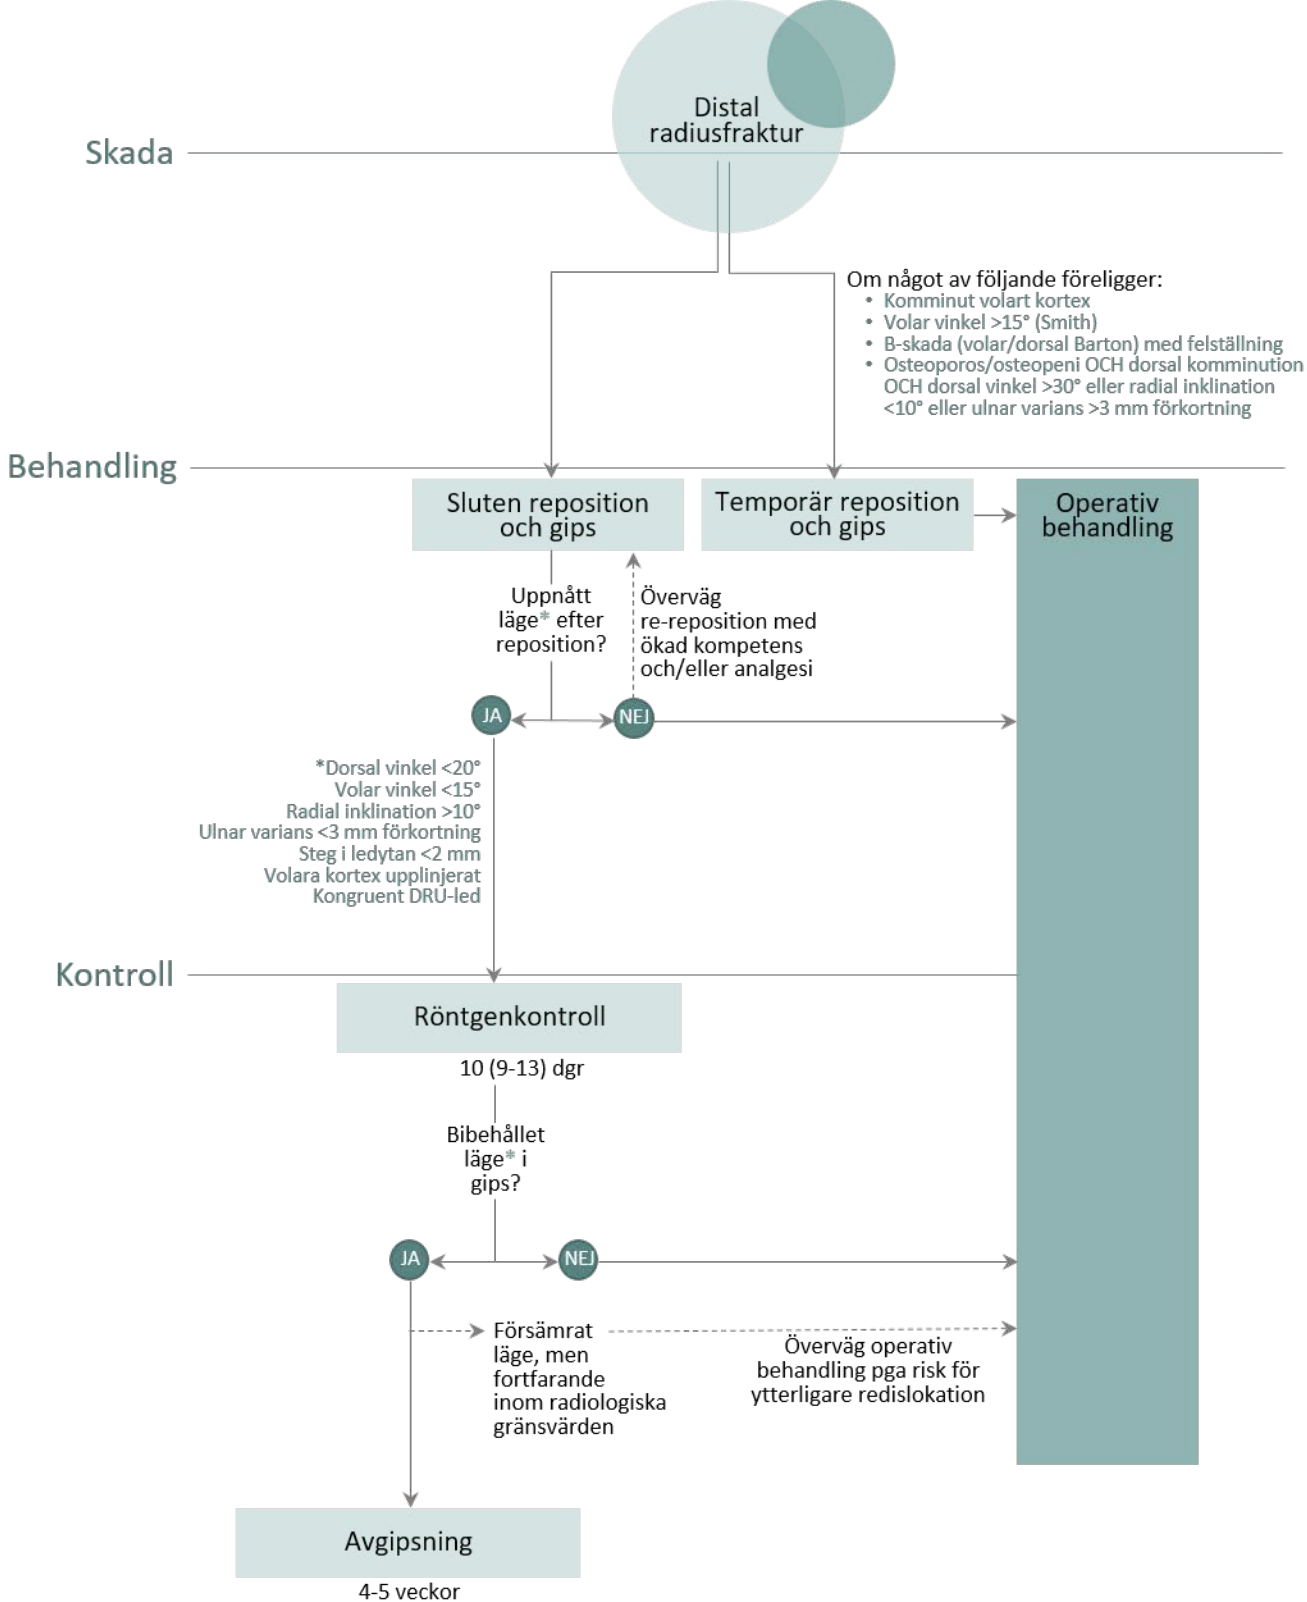 Distal
radiusfraktur
Skada
Om något av följande föreligger:
• Komminut volart kortex
• Volar vinkel >15° (Smith)
• B-skada (volar/dorsal Barton) med felställning
• Osteoporos/osteopeni OCH dorsal komminution
OCH dorsal vinkel >30° eller radial inklination
<10° eller ulnar varians >3 mm förkortning
Behandling
Sluten reposition
och gips
Temporär reposition
och gips
Operativ
behandling
Uppnått
läge* efter
reposition?
Överväg
re-reposition med
ökad kompetens
och/eller analgesi
JA
NEJ
*Dorsal vinkel <20°
Volar vinkel <15°
Radial inklination >10°
Ulnar varians <3 mm förkortning
Steg i ledytan <2 mm
Volara kortex upplinjerat
Kongruent DRU-led
Kontroll
Röntgenkontroll
10 (9-13) dgr
Bibehållet
läge* i
gips?
JA
NEJ
Försämrat
läge, men
fortfarande
inom radiologiska
gränsvärden
Överväg operativ
behandling pga risk för
ytterligare redislokation
Avgipsning
4-5 veckor